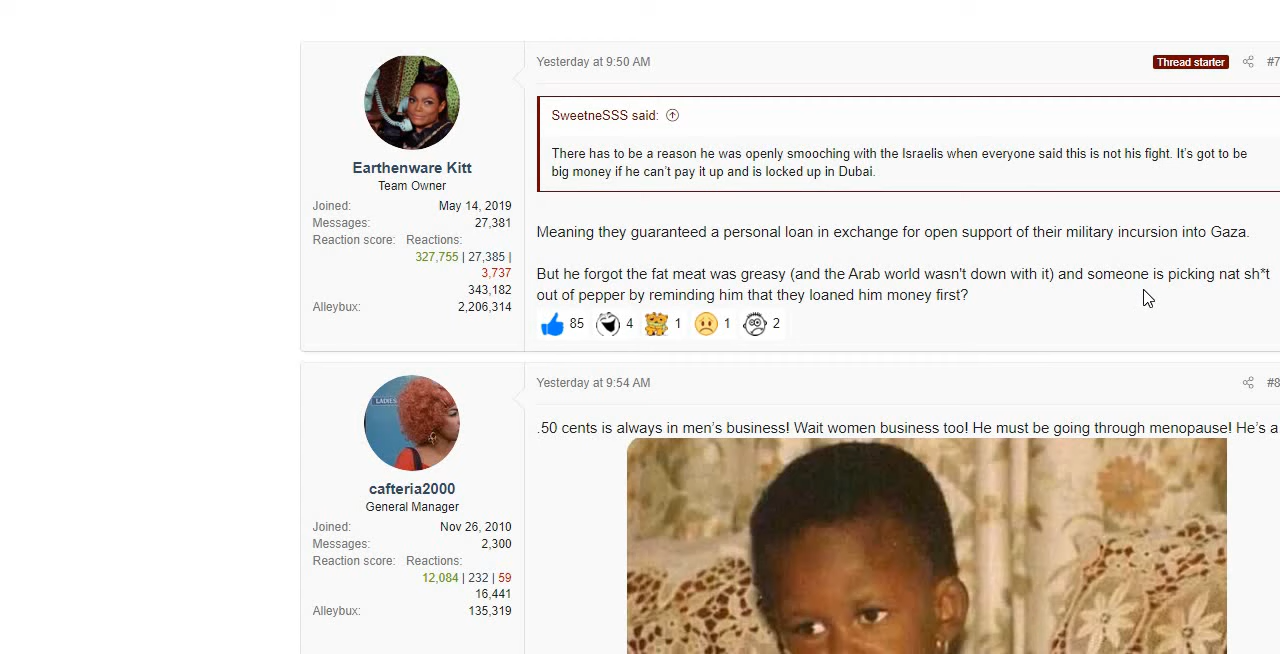 Yesterday at 9:50 AM
Thread starter
#7
SweetneSSS said:
There has to be a reason he was openly smooching with the Israelis when everyone said this is not his fight. It's got to be
big money if he can't pay it up and is locked up in Dubai.
Earthenware Kitt
Team Owner
Joined: May 14, 2019
Messages: 27,381
Reaction score: Reactions:
327,755 | 27,385 |
3,737
343,182
Alleybux: 2,206,314
Meaning they guaranteed a personal loan in exchange for open support of their military incursion into Gaza.
But he forgot the fat meat was greasy (and the Arab world wasn't down with it) and someone is picking nat sh*t
out of pepper by reminding him that they loaned him money first?
85 4 1 1 2
Yesterday at 9:54 AM
#8
LADIES
cafteria2000
General Manager
Joined: Nov 26, 2010
Messages: 2,300
Reaction score: Reactions:
12,084 | 232 | 59
16,441
Alleybux: 135,319
.50 cents is always in men's business! Wait women business too! He must be going through menopause! He's a